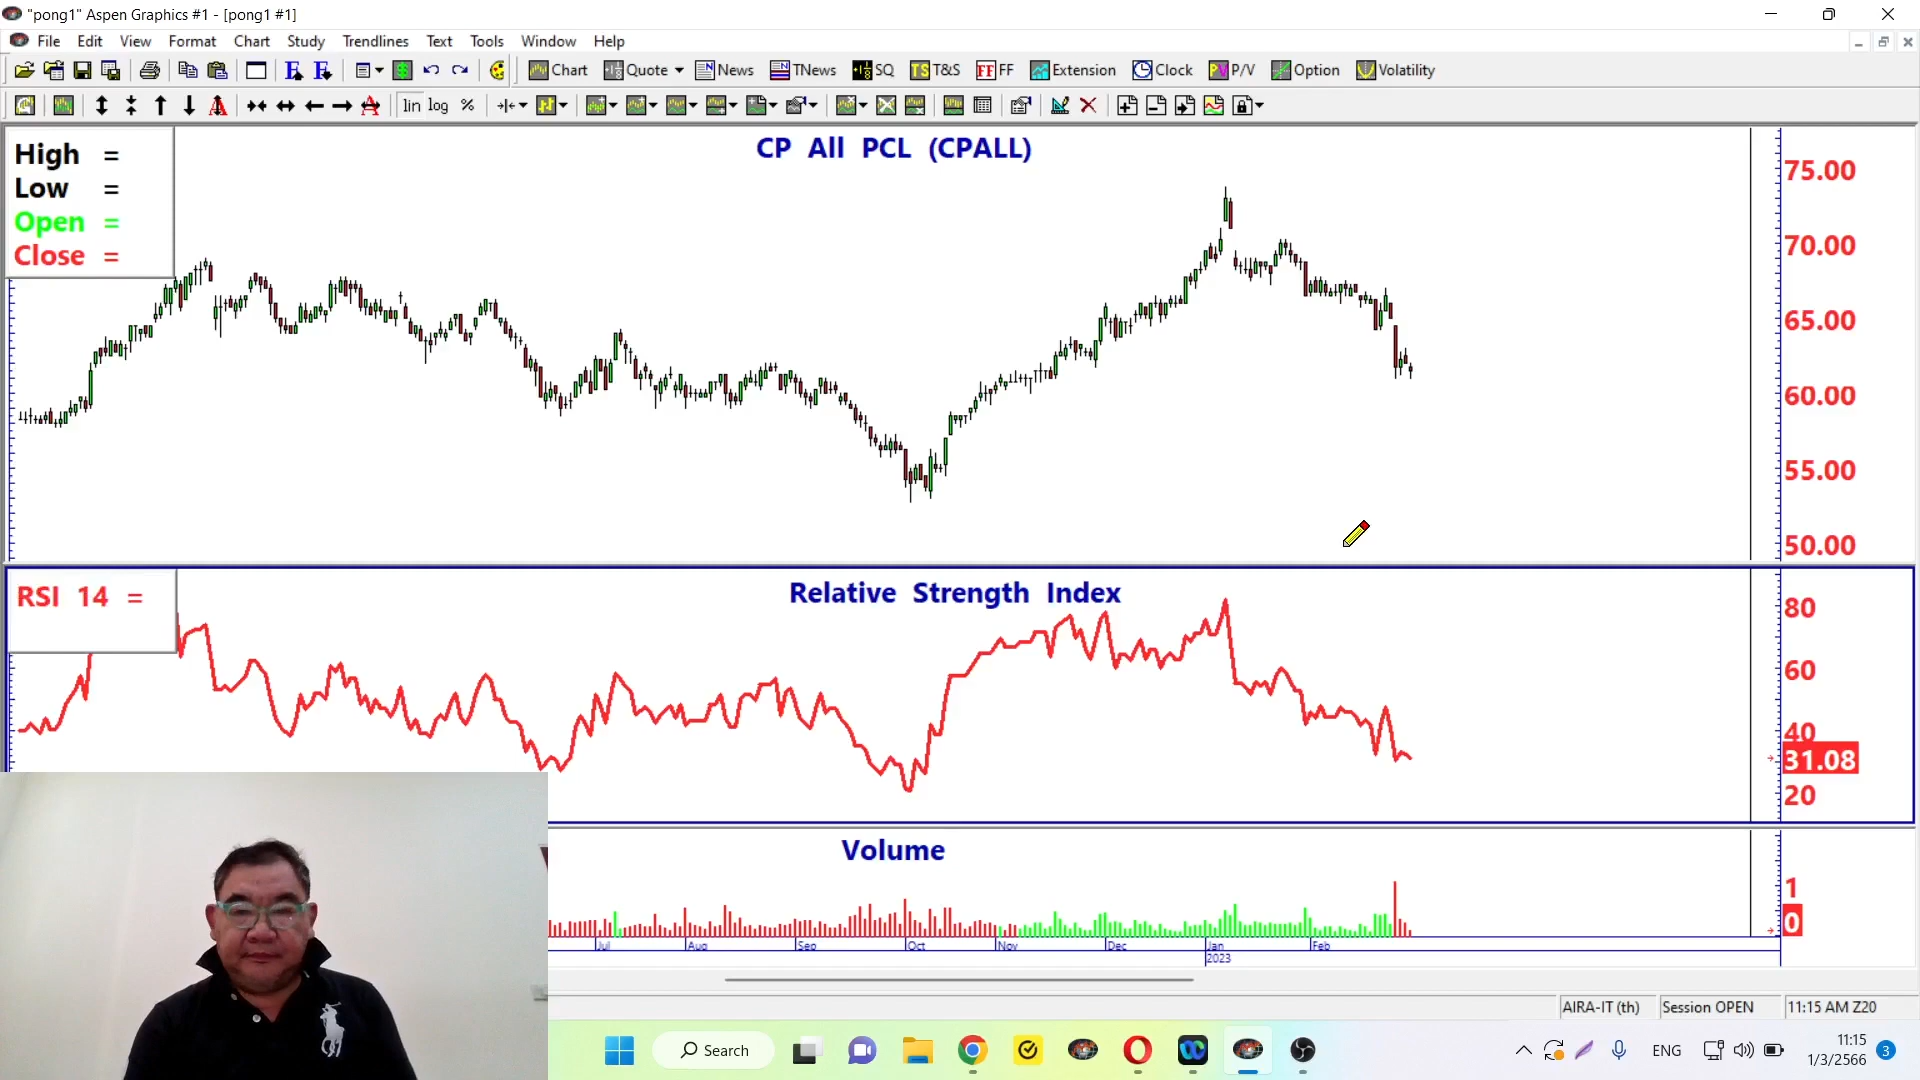 "pong1" Aspen Graphics #1 - [pong1 #1]
File Edit View Format Chart Study Trendlines Text Tools Window Help
Chart Quote News TNews SQ TS T&S FF FF Extension Clock PV P/V Option Volatility
lin log %
CP All PCL (CPALL)
High =
Low =
Open =
Close =
75.00
70.00
65.00
60.00
55.00
50.00
RSI 14 =
Relative Strength Index
80
60
40
31.08
20
Volume
1
0
Jul Aug Sep Oct Nov Dec Jan Feb
2023
AIRA-IT (th) Session OPEN 11:15 AM Z20
Search
ENG
11:15
1/3/2566
3